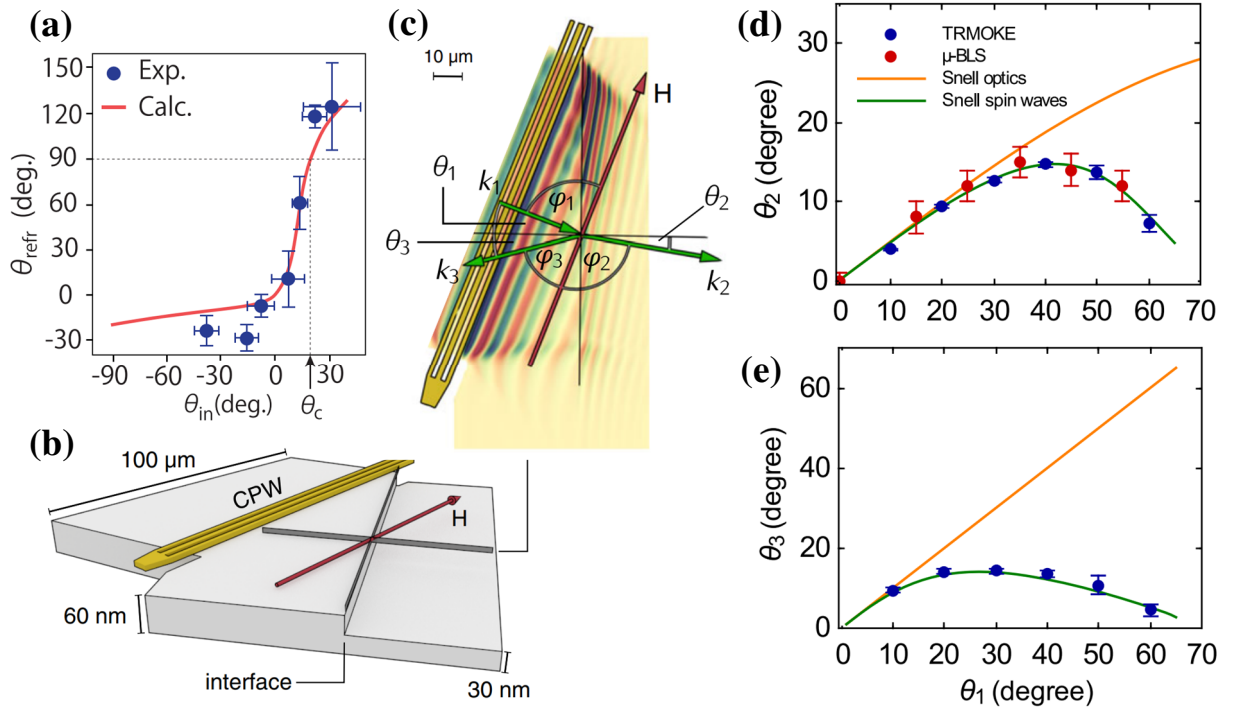 (a)
150
120
90
60
30
0
-30
θrefr (deg.)
Exp.
Calc.
-90 -60 -30 0 30
θin(deg.) θc
(b)
100 μm
CPW
H
60 nm
interface
30 nm
(c)
10 μm
H
θ1
k1
φ1
θ2
θ3
k3
φ3
φ2
k2
(d)
30
20
10
0
θ2 (degree)
TRMOKE
μ-BLS
Snell optics
Snell spin waves
0 10 20 30 40 50 60 70
(e)
60
40
20
0
θ3 (degree)
0 10 20 30 40 50 60 70
θ1 (degree)